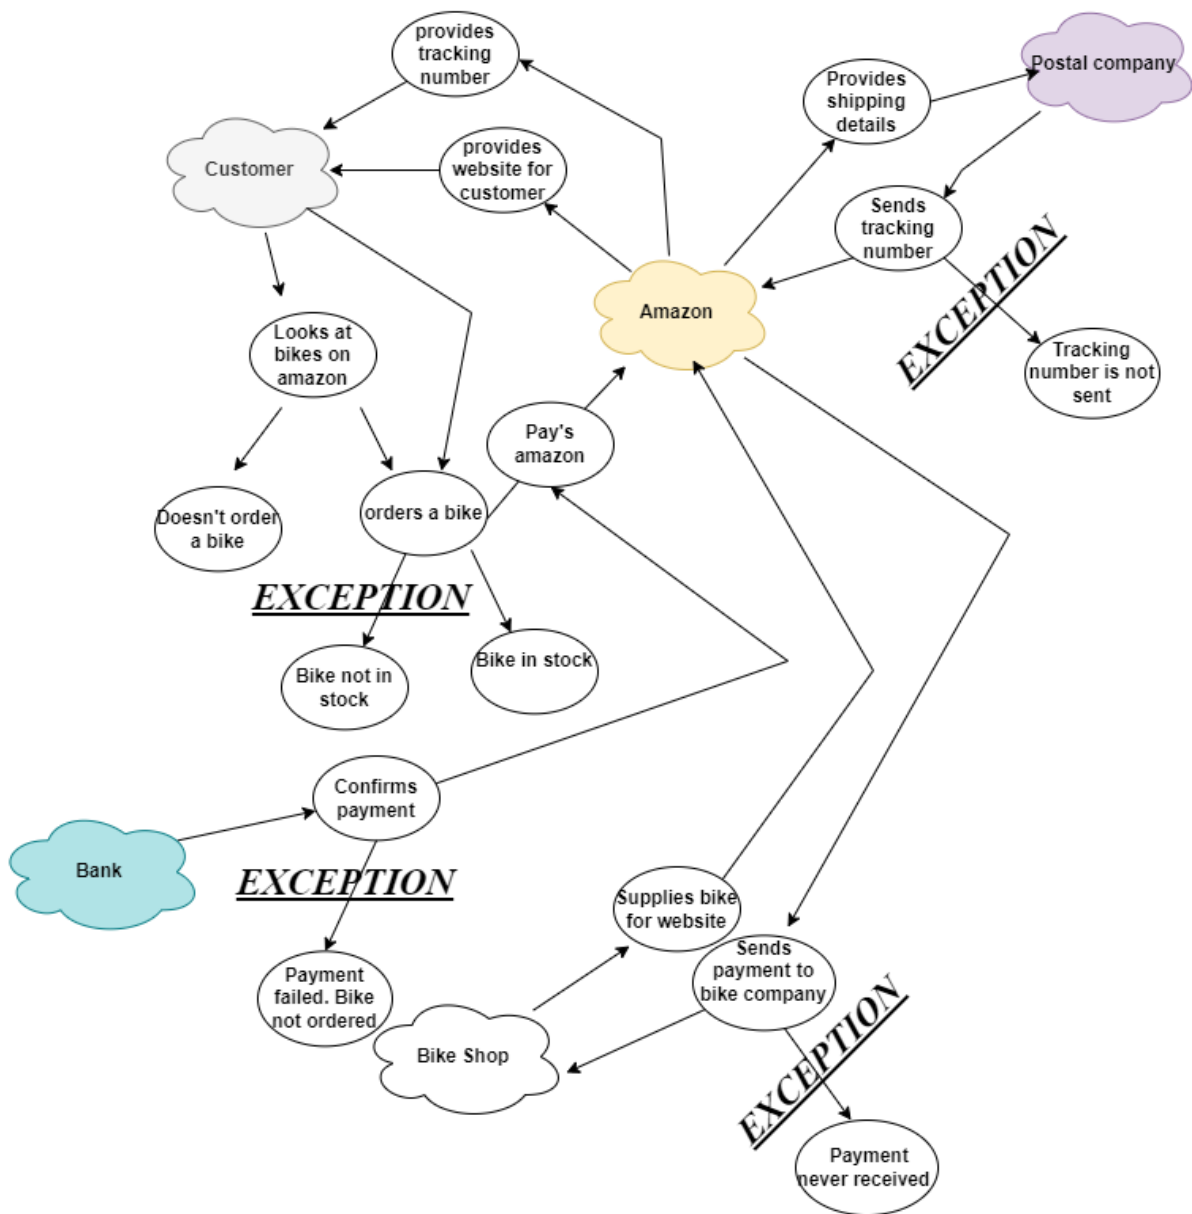 provides
tracking
number
Postal company
Provides
shipping
details
Customer
provides
website for
customer
Sends
tracking
number
EXCEPTION
Amazon
Looks at
bikes on
amazon
Tracking
number is not
sent
Pay's
amazon
Doesn't order
a bike
orders a bike
EXCEPTION
Bike not in
stock
Bike in stock
Confirms
payment
Bank
EXCEPTION
Supplies bike
for website
Sends
payment to
bike company
Payment
failed. Bike
not ordered
Bike Shop
EXCEPTION
Payment
never received